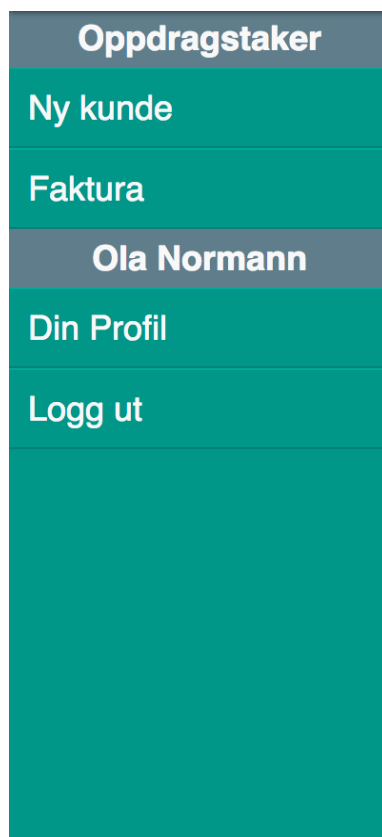 Oppdragstaker
Ny kunde
Faktura
Ola Normann
Din Profil
Logg ut